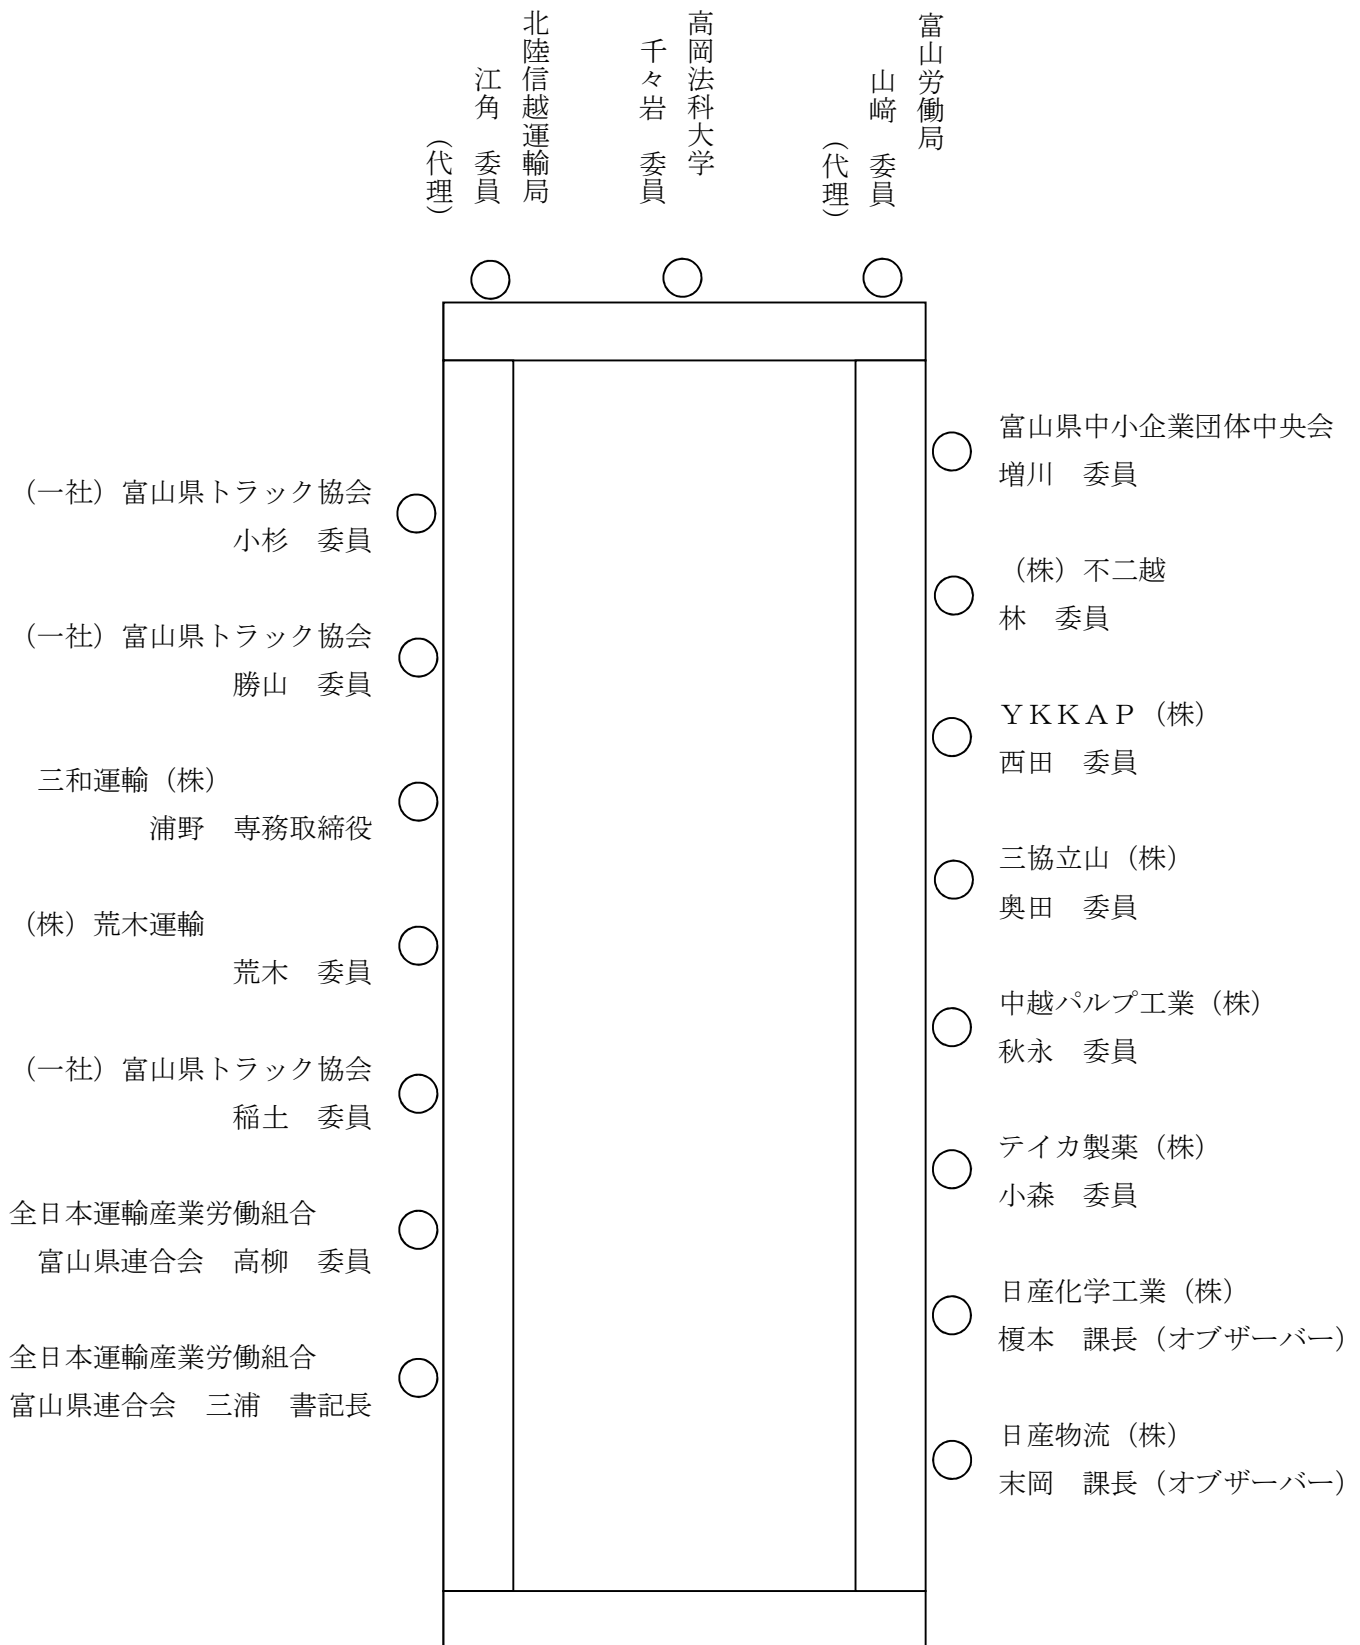 富山労働局
山﨑　委員
（代理）
高岡法科大学
千々岩　委員
北陸信越運輸局
江角　委員
（代理）
（一社）富山県トラック協会
小杉　委員
（一社）富山県トラック協会
勝山　委員
三和運輸（株）
浦野　専務取締役
（株）荒木運輸
荒木　委員
（一社）富山県トラック協会
稲土　委員
全日本運輸産業労働組合
富山県連合会　高柳　委員
全日本運輸産業労働組合
富山県連合会　三浦　書記長
富山県中小企業団体中央会
増川　委員
（株）不二越
林　委員
ＹＫＫＡＰ（株）
西田　委員
三協立山（株）
奥田　委員
中越パルプ工業（株）
秋永　委員
テイカ製薬（株）
小森　委員
日産化学工業（株）
榎本　課長（オブザーバー）
日産物流（株）
末岡　課長（オブザーバー）